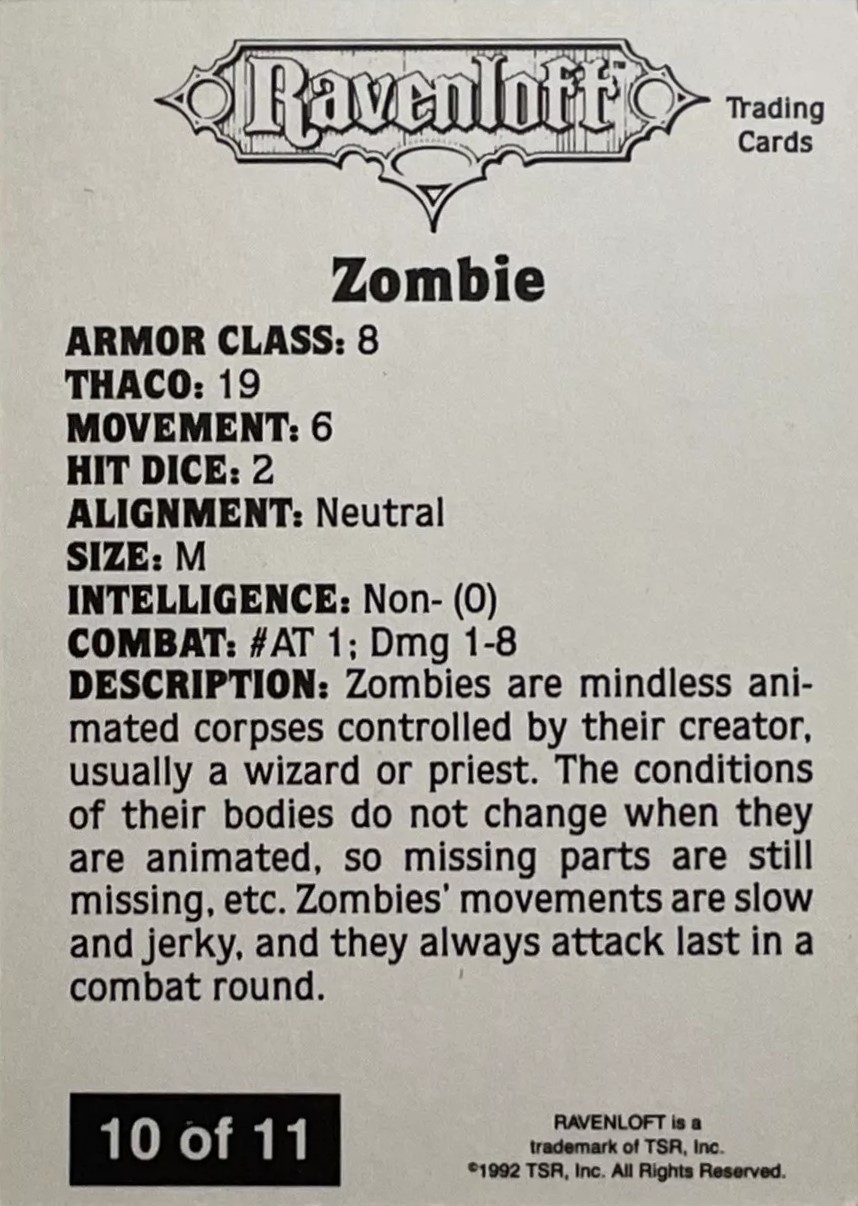 Ravenloft™
Trading
Cards
Zombie
ARMOR CLASS: 8
THACO: 19
MOVEMENT: 6
HIT DICE: 2
ALIGNMENT: Neutral
SIZE: M
INTELLIGENCE: Non- (0)
COMBAT: #AT 1; Dmg 1-8
DESCRIPTION: Zombies are mindless ani-
mated corpses controlled by their creator,
usually a wizard or priest. The conditions
of their bodies do not change when they
are animated, so missing parts are still
missing, etc. Zombies' movements are slow
and jerky, and they always attack last in a
combat round.
10 of 11
RAVENLOFT is a
trademark of TSR, Inc.
©1992 TSR, Inc. All Rights Reserved.